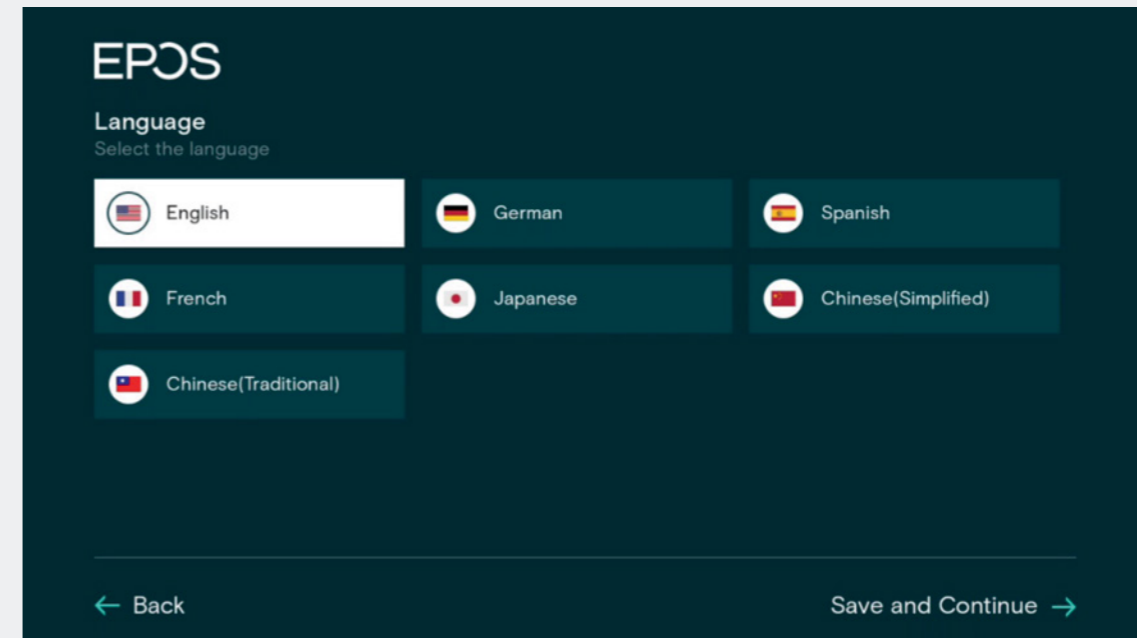 EPOS
Language
Select the language
English
German
Spanish
French
Japanese
Chinese(Simplified)
Chinese(Traditional)
Back
Save and Continue